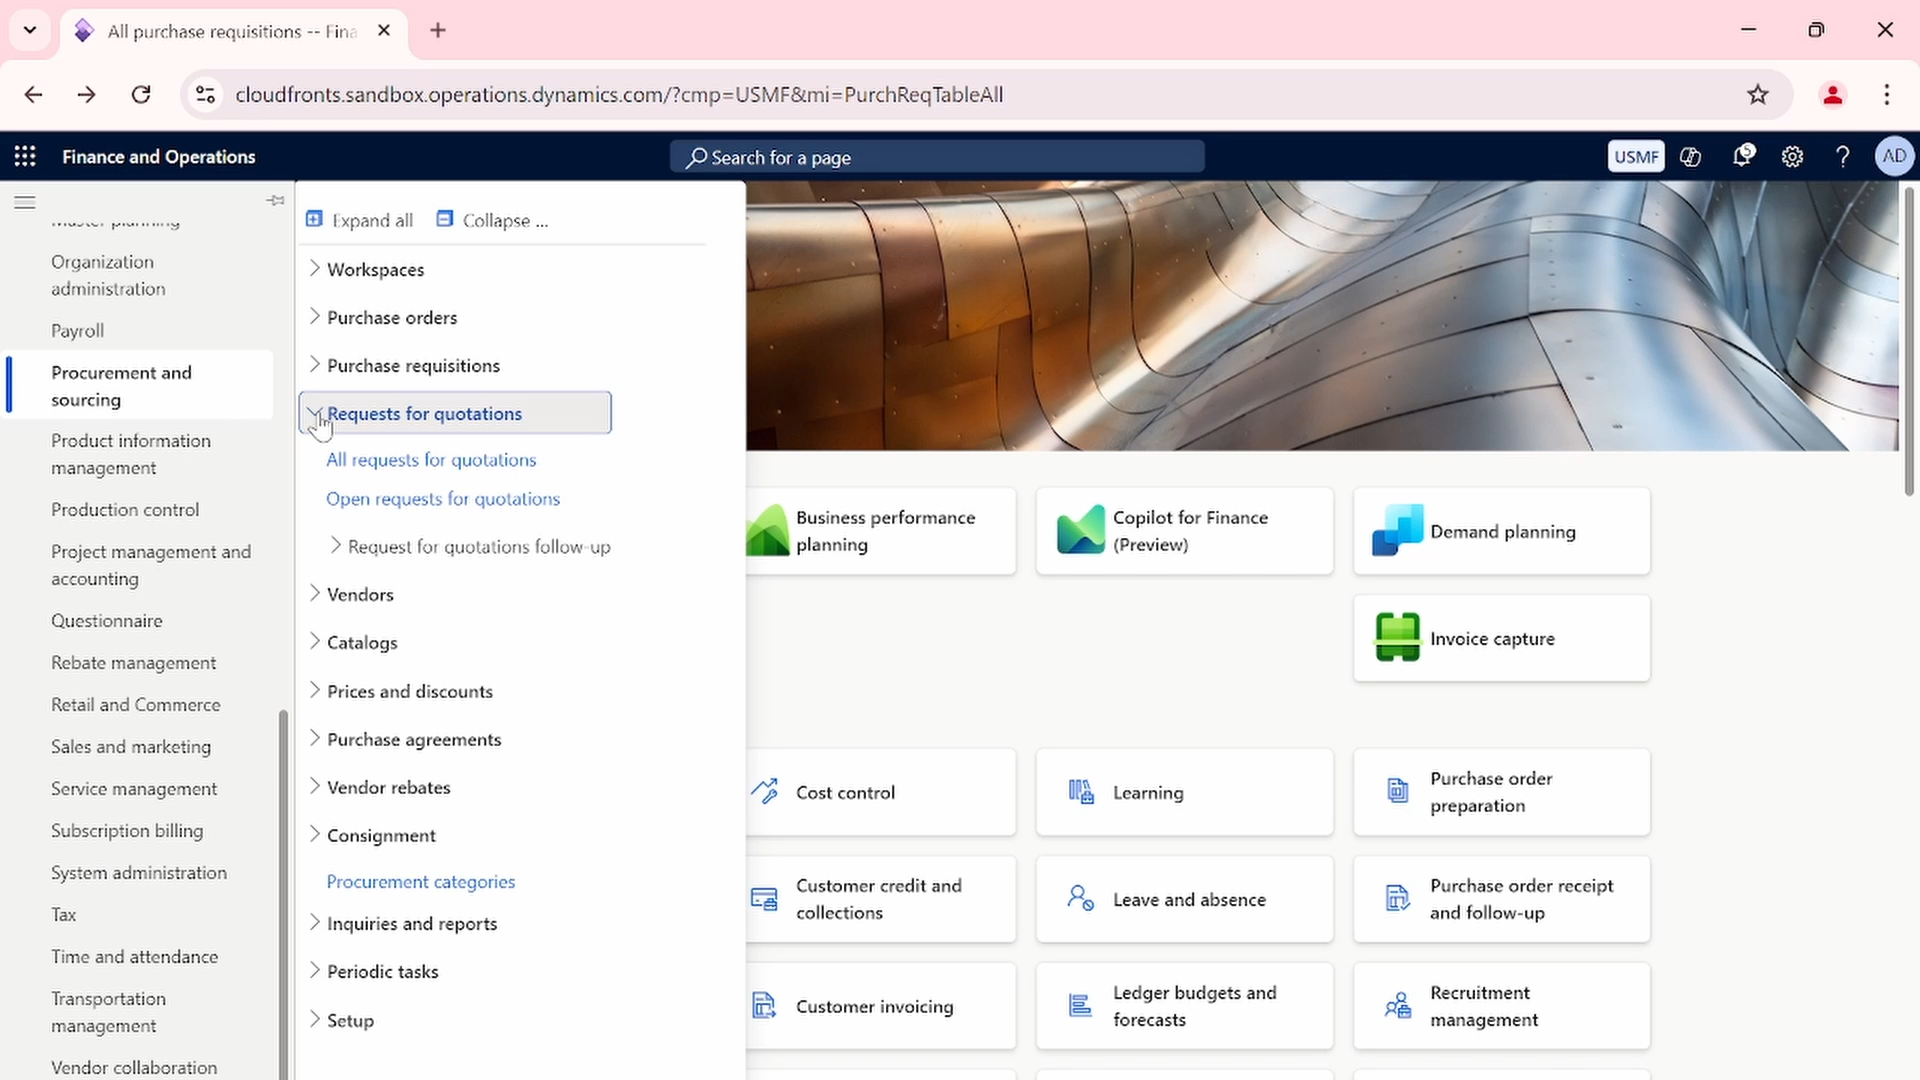 All purchase requisitions -- Fina
cloudfronts.sandbox.operations.dynamics.com/?cmp=USMF&mi=PurchReqTableAll
Finance and Operations
Search for a page
USMF
5
AD
Master planning
Organization
administration
Payroll
Procurement and
sourcing
Product information
management
Production control
Project management and
accounting
Questionnaire
Rebate management
Retail and Commerce
Sales and marketing
Service management
Subscription billing
System administration
Tax
Time and attendance
Transportation
management
Vendor collaboration
Expand all
Collapse ...
Workspaces
Purchase orders
Purchase requisitions
Requests for quotations
All requests for quotations
Open requests for quotations
Request for quotations follow-up
Vendors
Catalogs
Prices and discounts
Purchase agreements
Vendor rebates
Consignment
Procurement categories
Inquiries and reports
Periodic tasks
Setup
Business performance
planning
Copilot for Finance
(Preview)
Demand planning
Invoice capture
Cost control
Learning
Purchase order
preparation
Customer credit and
collections
Leave and absence
Purchase order receipt
and follow-up
Customer invoicing
Ledger budgets and
forecasts
Recruitment
management